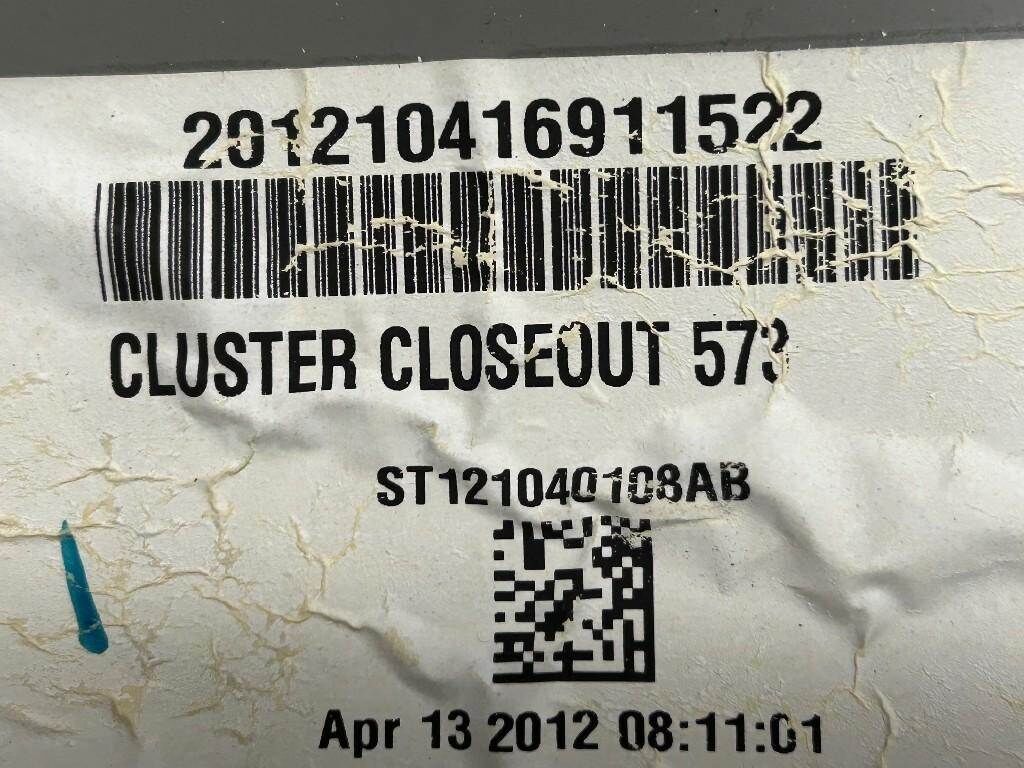 201210416911522
CLUSTER CLOSEOUT 573
ST121040108AB
Apr 13 2012 08:11:01